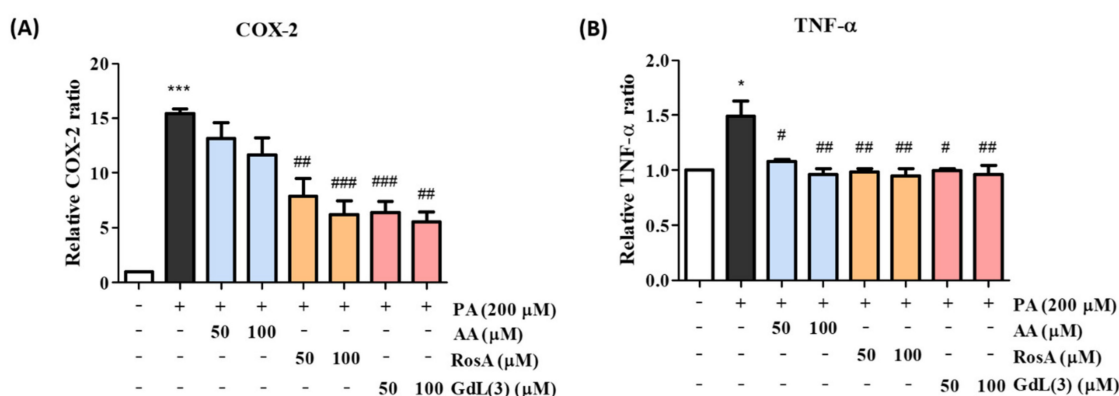 (A)
COX-2
Relative COX-2 ratio
20
15
10
5
0
***
##
###
###
##
- + + + + + + + PA (200 µM)
- - 50 100 - - - - AA (µM)
- - - - 50 100 - - RosA (µM)
- - - - - - 50 100 GdL(3) (µM)
(B)
TNF-α
Relative TNF-α ratio
2.0
1.5
1.0
0.5
0.0
*
#
##
##
##
#
##
- + + + + + + + PA (200 µM)
- - 50 100 - - - - AA (µM)
- - - - 50 100 - - RosA (µM)
- - - - - - 50 100 GdL(3) (µM)